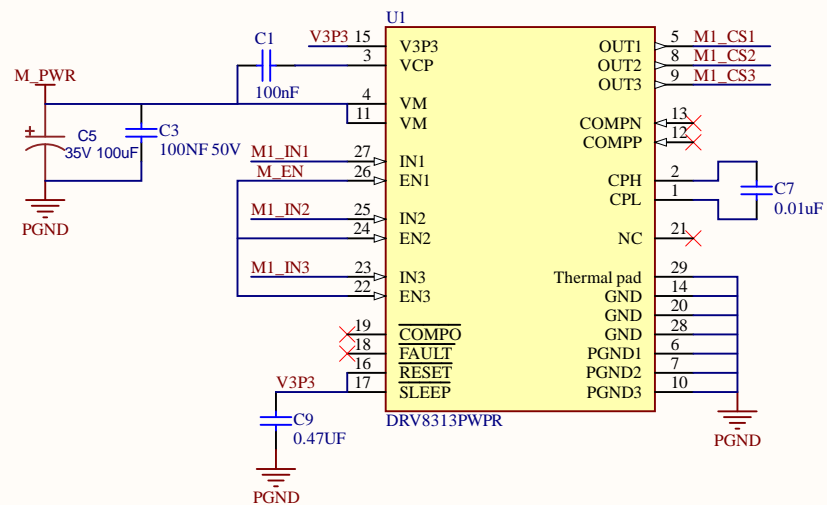 U1
V3P3 15 V3P3 OUT1 5 M1_CS1
C1 3 VCP OUT2 8 M1_CS2
100nF OUT3 9 M1_CS3
M_PWR
4 VM
11 VM COMPN 13
COMPP 12
+ C5
35V 100uF
C3
100NF 50V
M1_IN1 27 IN1
M_EN 26 EN1 CPH 2
CPL 1
C7
0.01uF
M1_IN2 25 IN2
24 EN2 NC 21
PGND
M1_IN3 23 IN3 Thermal pad 29
22 EN3 GND 14
GND 20
19 COMPO GND 28
18 FAULT PGND1 6
16 RESET PGND2 7
V3P3 17 SLEEP PGND3 10
C9
0.47UF
DRV8313PWPR
PGND
PGND